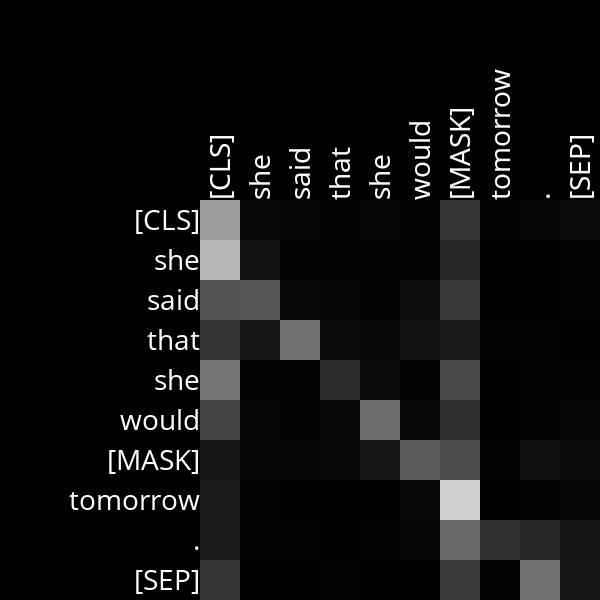 [CLS]
she
said
that
she
would
[MASK]
tomorrow
.
[SEP]
[CLS]
she
said
that
she
would
[MASK]
tomorrow
.
[SEP]